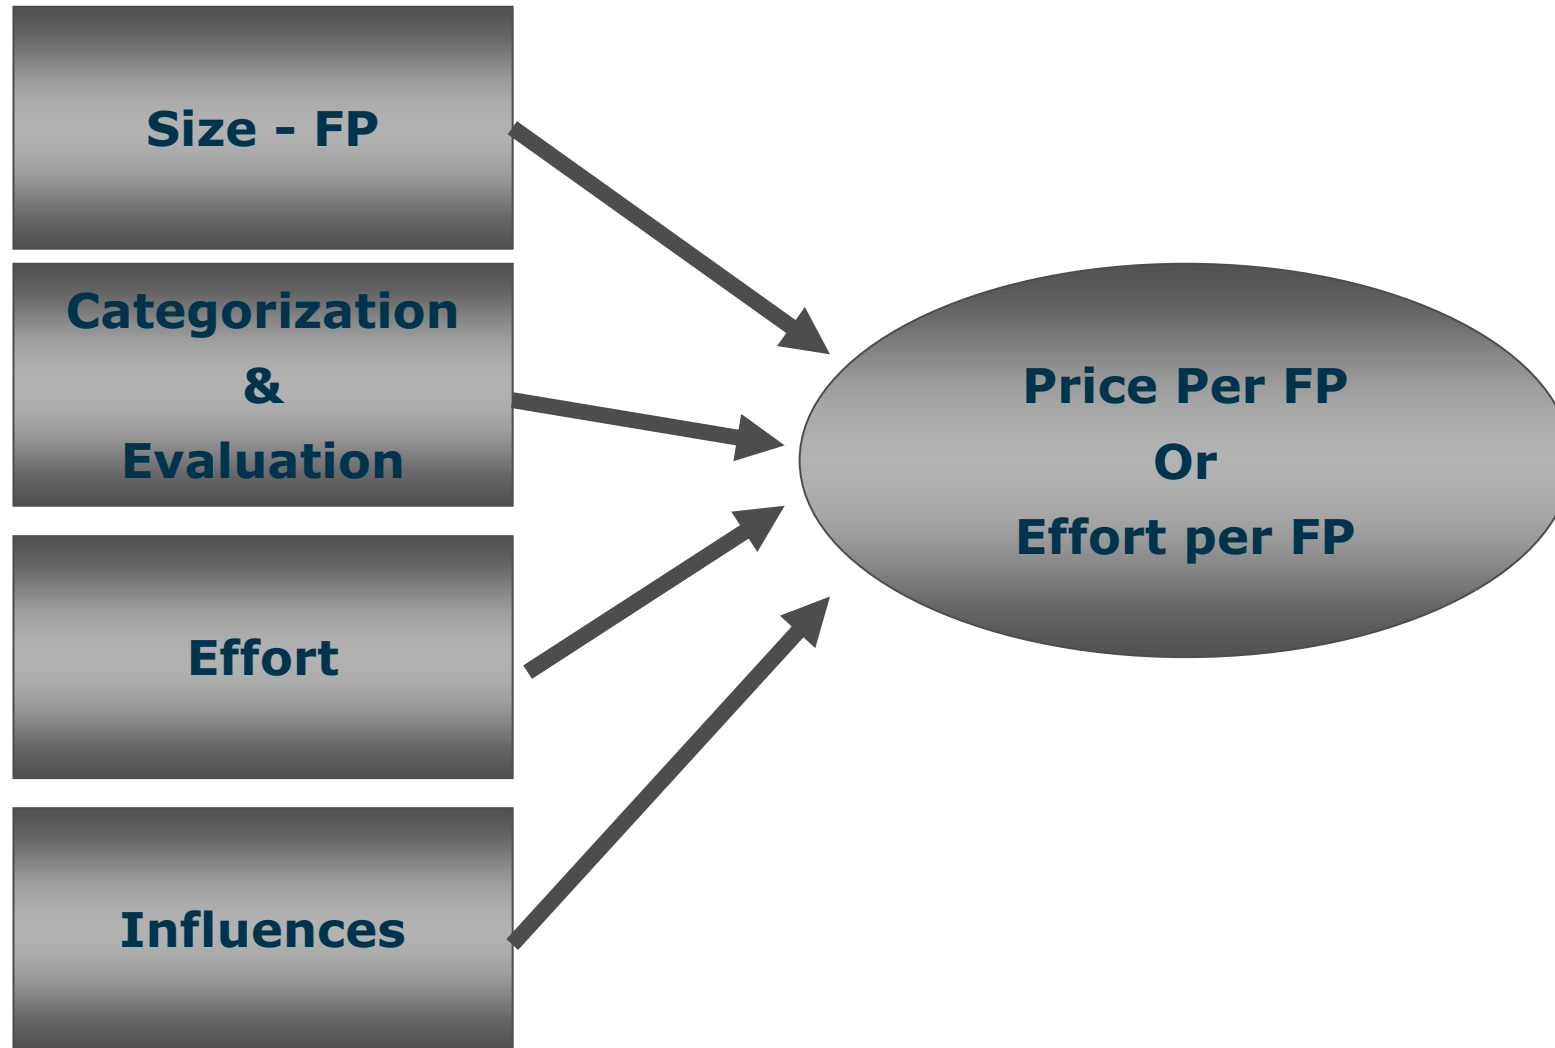 Size - FP
Categorization
&
Evaluation
Effort
Influences
Price Per FP
Or
Effort per FP